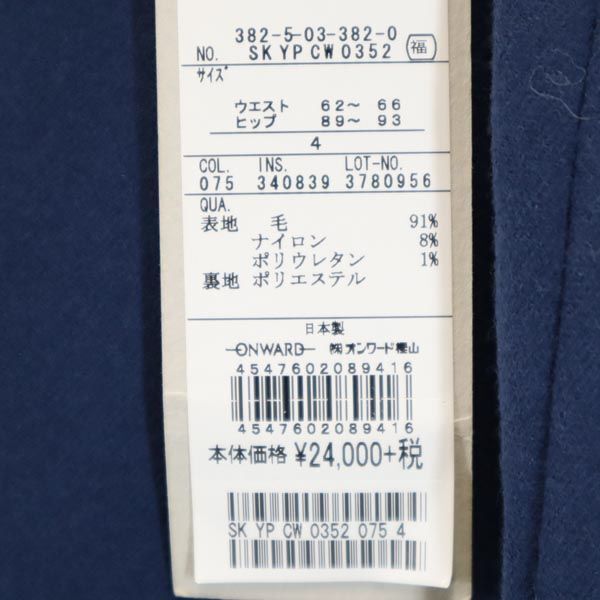 382-5-03-382-0
NO. SK YP CW 0352 福
サイズ
ウエスト 62～ 66
ヒップ 89～ 93
4
COL. INS. LOT-NO.
075 340839 3780956
QUA.
表地 毛 91%
ナイロン 8%
ポリウレタン 1%
裏地 ポリエステル
日本製
ONWARD ㈱オンワード樫山
4547602089416
4547602089416
本体価格 ¥24,000+税
SK YP CW 0352 075 4